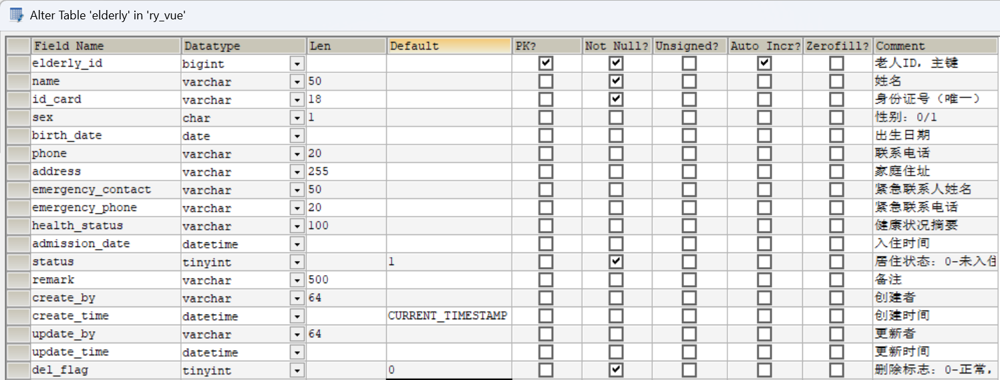 Alter Table 'elderly' in 'ry_vue'
Field Name Datatype Len Default PK? Not Null? Unsigned? Auto Incr? Zerofill? Comment
elderly_id bigint 老人ID，主键
name varchar 50 姓名
id_card varchar 18 身份证号（唯一）
sex char 1 性别：0/1
birth_date date 出生日期
phone varchar 20 联系电话
address varchar 255 家庭住址
emergency_contact varchar 50 紧急联系人姓名
emergency_phone varchar 20 紧急联系电话
health_status varchar 100 健康状况摘要
admission_date datetime 入住时间
status tinyint 1 居住状态：0-未入住
remark varchar 500 备注
create_by varchar 64 创建者
create_time datetime CURRENT_TIMESTAMP 创建时间
update_by varchar 64 更新者
update_time datetime 更新时间
del_flag tinyint 0 删除标志：0-正常，